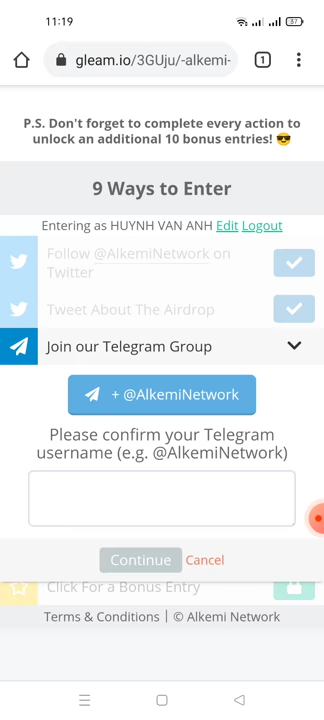 11:19
87
gleam.io/3GUju/-alkemi-
1
P.S. Don't forget to complete every action to
unlock an additional 10 bonus entries! 😎
9 Ways to Enter
Entering as HUYNH VAN ANH Edit Logout
Follow @AlkemiNetwork on
Twitter
Tweet About The Airdrop
Join our Telegram Group
+ @AlkemiNetwork
Please confirm your Telegram
username (e.g. @AlkemiNetwork)
Continue Cancel
Click For a Bonus Entry
Terms & Conditions | © Alkemi Network